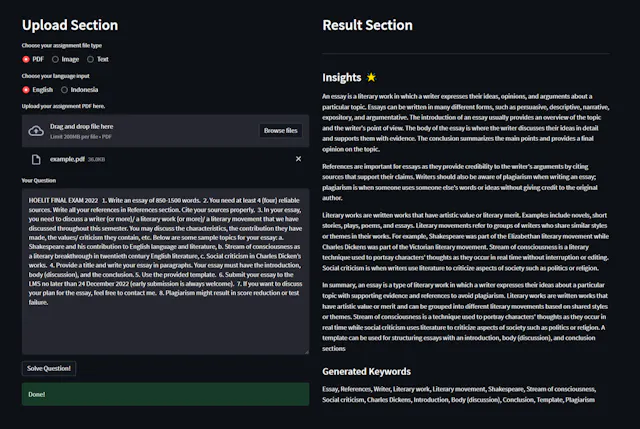 Upload Section
Choose your assignment file type
PDF
Image
Text
Choose your language input
English
Indonesia
Upload your assignment PDF here.
Drag and drop file here
Limit 200MB per file • PDF
Browse files
example.pdf 36.0KB
Your Question
HOELIT FINAL EXAM 2022 1. Write an essay of 850-1500 words. 2. You need at least 4 (four) reliable
sources. Write all your references in References section. Cite your sources properly. 3. In your essay,
you need to discuss a writer (or more)/ a literary work (or more)/ a literary movement that we have
discussed throughout this semester. You may discuss the characteristics, the contribution they have
made, the values/ criticism they contain, etc. Below are some sample topics for your essay: a.
Shakespeare and his contribution to English language and literature, b. Stream of consciousness as
a literary breakthrough in twentieth century English literature, c. Social criticism in Charles Dicken's
works. 4. Provide a title and write your essay in paragraphs. Your essay must have the introduction,
body (discussion), and the conclusion. 5. Use the provided template. 6. Submit your essay to the
LMS no later than 24 December 2022 (early submission is always welcome). 7. If you want to discuss
your plan for the essay, feel free to contact me. 8. Plagiarism might result in score reduction or test
failure.
Solve Question!
Done!
Result Section
Insights
An essay is a literary work in which a writer expresses their ideas, opinions, and arguments about a
particular topic. Essays can be written in many different forms, such as persuasive, descriptive, narrative,
expository, and argumentative. The introduction of an essay usually provides an overview of the topic
and the writer's point of view. The body of the essay is where the writer discusses their ideas in detail
and supports them with evidence. The conclusion summarizes the main points and provides a final
opinion on the topic.
References are important for essays as they provide credibility to the writer's arguments by citing
sources that support their claims. Writers should also be aware of plagiarism when writing an essay;
plagiarism is when someone uses someone else's words or ideas without giving credit to the original
author.
Literary works are written works that have artistic value or literary merit. Examples include novels, short
stories, plays, poems, and essays. Literary movements refer to groups of writers who share similar styles
or themes in their works. For example, Shakespeare was part of the Elizabethan literary movement while
Charles Dickens was part of the Victorian literary movement. Stream of consciousness is a literary
technique used to portray characters' thoughts as they occur in real time without interruption or editing.
Social criticism is when writers use literature to criticize aspects of society such as politics or religion.
In summary, an essay is a type of literary work in which a writer expresses their ideas about a particular
topic with supporting evidence and references to avoid plagiarism. Literary works are written works that
have artistic value or merit and can be grouped into different literary movements based on shared styles
or themes. Stream of consciousness is a technique used to portray characters' thoughts as they occur in
real time while social criticism uses literature to criticize aspects of society such as politics or religion. A
template can be used for structuring essays with an introduction, body (discussion), and conclusion
sections
Generated Keywords
Essay, References, Writer, Literary work, Literary movement, Shakespeare, Stream of consciousness,
Social criticism, Charles Dickens, Introduction, Body (discussion), Conclusion, Template, Plagiarism